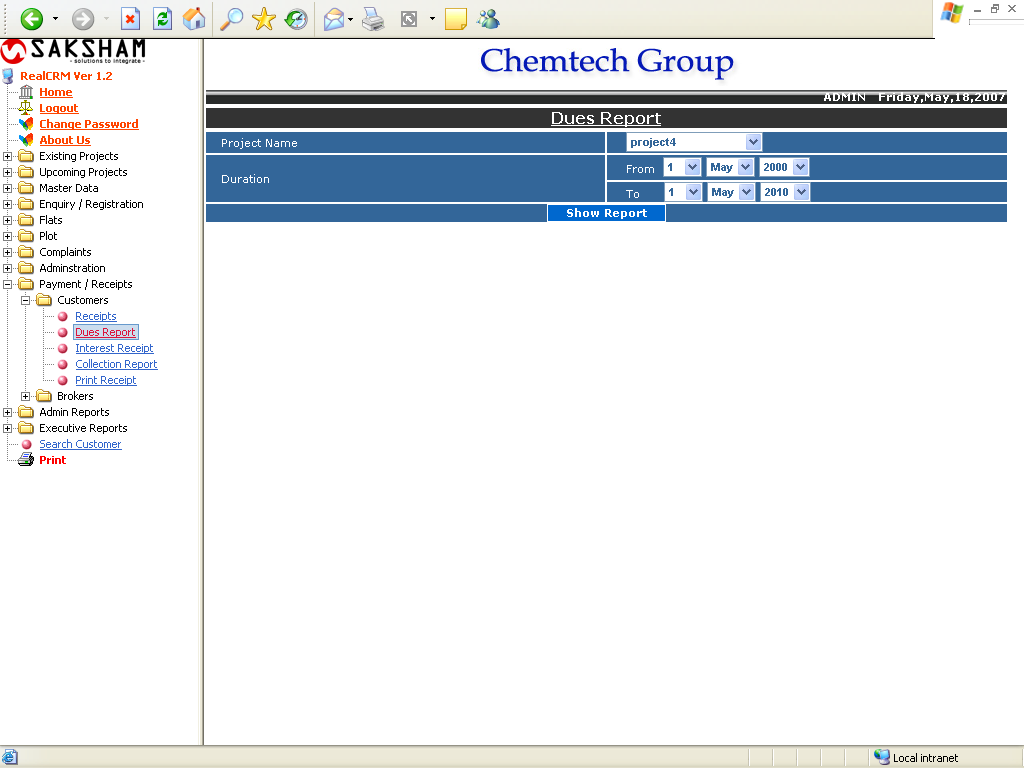 SAKSHAM
- solutions to integrate -
RealCRM Ver 1.2
Home
Logout
Change Password
About Us
Existing Projects
Upcoming Projects
Master Data
Enquiry / Registration
Flats
Plot
Complaints
Adminstration
Payment / Receipts
Customers
Receipts
Dues Report
Interest Receipt
Collection Report
Print Receipt
Brokers
Admin Reports
Executive Reports
Search Customer
Print
Chemtech Group
ADMIN Friday,May,18,2007
Dues Report
Project Name project4
Duration
From 1 May 2000
To 1 May 2010
Show Report
Local intranet